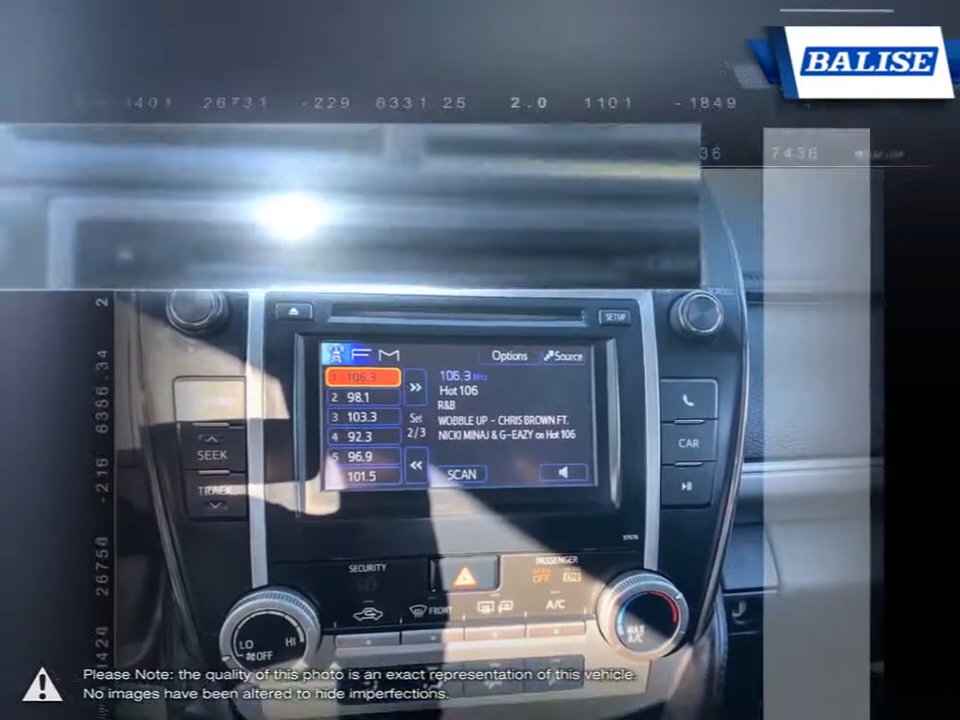 BALISE
1401 26731 -229 6331 25 2.0 1101 -1849
36 7436
2
6355.34
-216
26758
1428
SETUP
FM
Options
Source
1 106.3
2 98.1
3 103.3
4 92.3
5 96.9
101.5
Set
2/3
106.3 MHz
Hot 106
R&B
WOBBLE UP - CHRIS BROWN FT.
NICKI MINAJ & G-EAZY on Hot 106
SCAN
SEEK
TRACK
CAR
57076
SECURITY
PASSENGER
OFF
ON
FRONT
A/C
LO
HI
OFF
MAX
A/C
Please Note: the quality of this photo is an exact representation of this vehicle.
No images have been altered to hide imperfections.